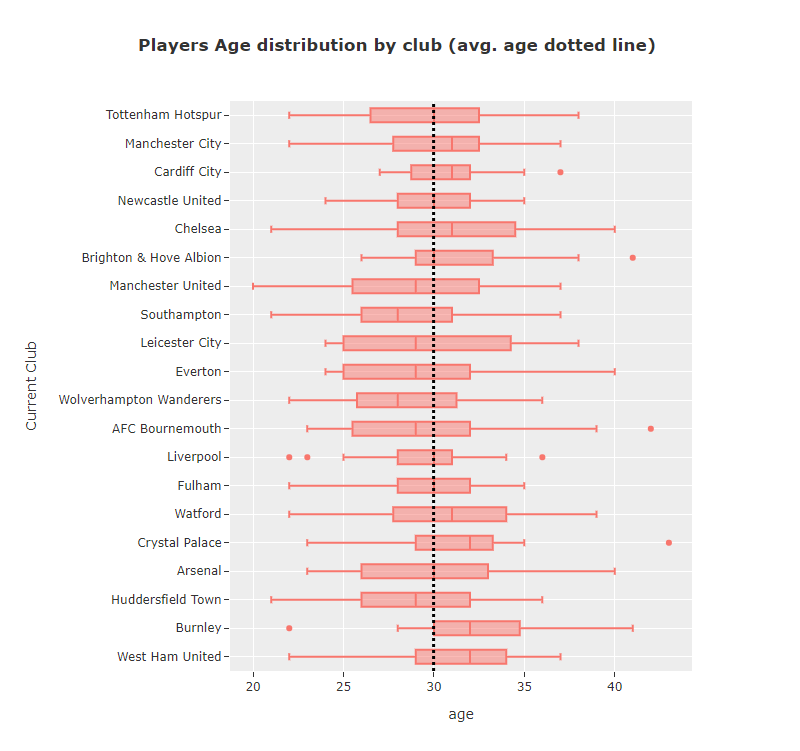 Players Age distribution by club (avg. age dotted line)
Tottenham Hotspur
Manchester City
Cardiff City
Newcastle United
Chelsea
Brighton & Hove Albion
Manchester United
Southampton
Leicester City
Everton
Wolverhampton Wanderers
AFC Bournemouth
Liverpool
Fulham
Watford
Crystal Palace
Arsenal
Huddersfield Town
Burnley
West Ham United
Current Club
20 25 30 35 40
age